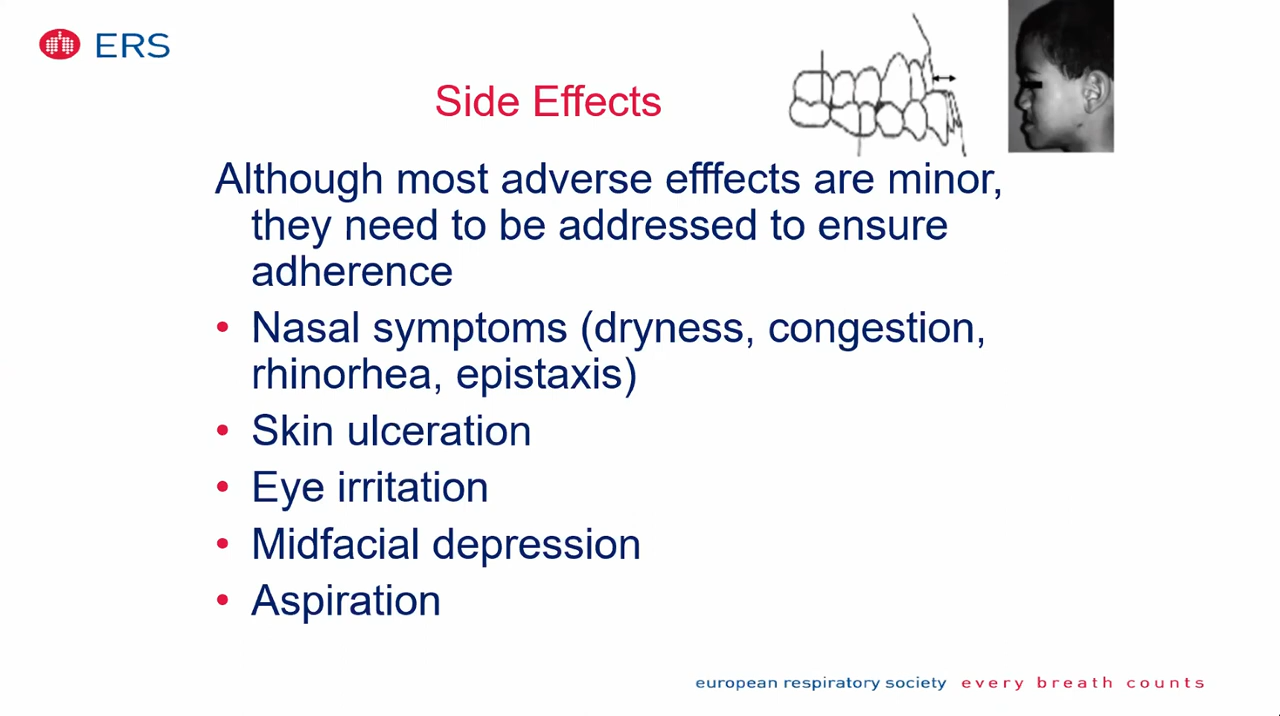 ERS
Side Effects
Although most adverse efffects are minor,
they need to be addressed to ensure
adherence
• Nasal symptoms (dryness, congestion,
rhinorhea, epistaxis)
• Skin ulceration
• Eye irritation
• Midfacial depression
• Aspiration
european respiratory society every breath counts